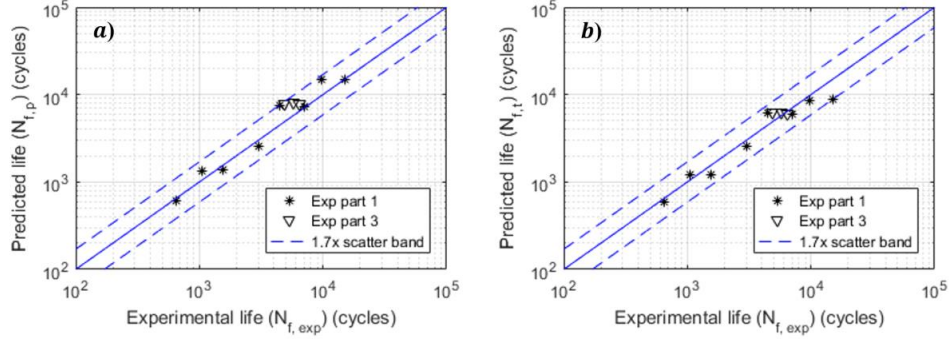 a)
Predicted life (N_f,p) (cycles)
10^5
10^4
10^3
10^2
Exp part 1
Exp part 3
1.7x scatter band
10^2 10^3 10^4 10^5
Experimental life (N_f, exp) (cycles)
b)
Predicted life (N_f,t) (cycles)
10^5
10^4
10^3
10^2
Exp part 1
Exp part 3
1.7x scatter band
10^2 10^3 10^4 10^5
Experimental life (N_f, exp) (cycles)